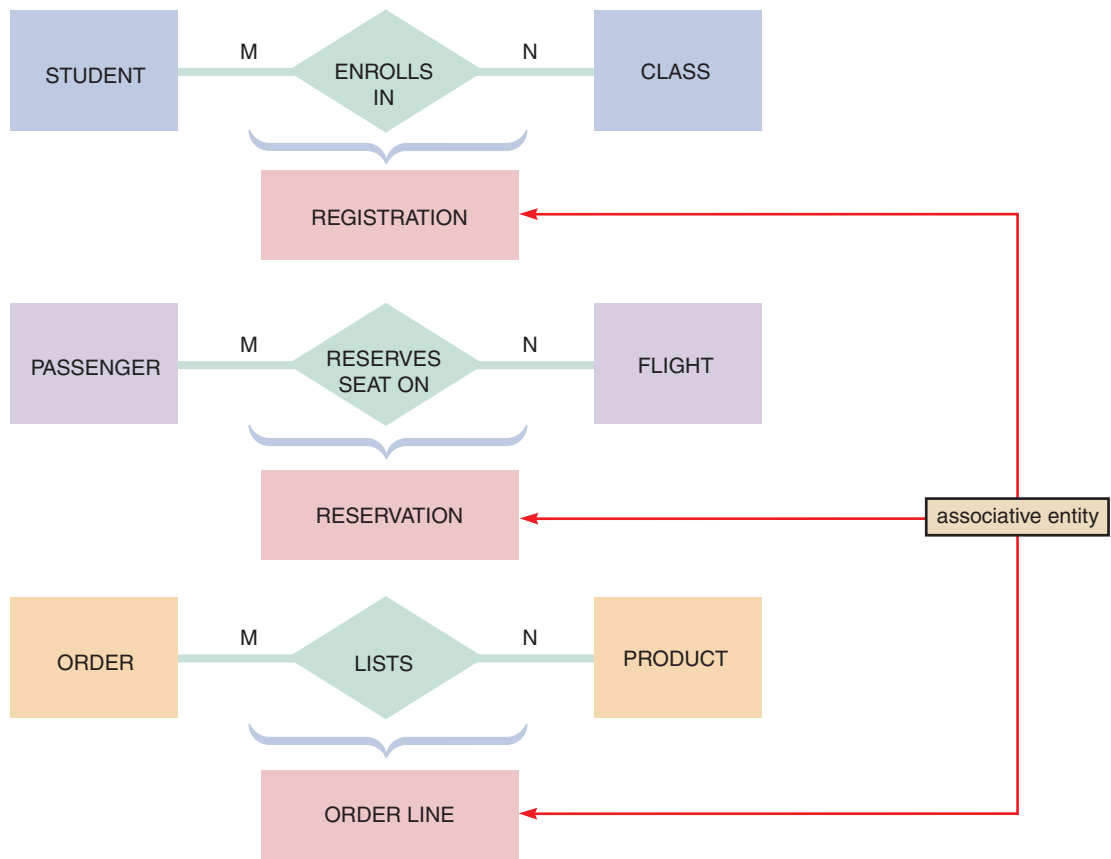 M
N
STUDENT
ENROLLS
IN
CLASS
REGISTRATION
M
N
PASSENGER
RESERVES
SEAT ON
FLIGHT
RESERVATION
associative entity
M
N
ORDER
LISTS
PRODUCT
ORDER LINE